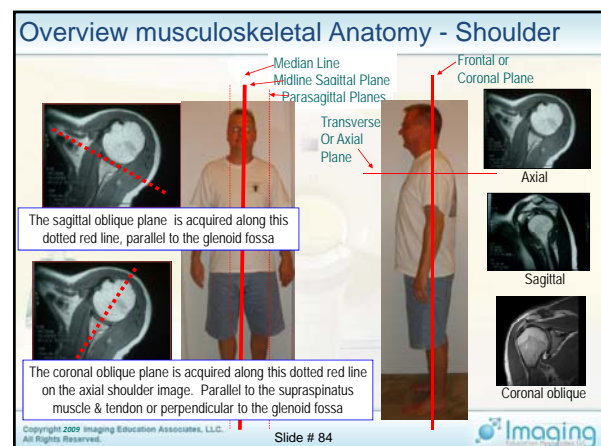 Overview musculoskeletal Anatomy - Shoulder
Median Line
Midline Sagittal Plane
Parasagittal Planes
Frontal or
Coronal Plane
Transverse
Or Axial
Plane
Axial
The sagittal oblique plane is acquired along this
dotted red line, parallel to the glenoid fossa
Sagittal
The coronal oblique plane is acquired along this dotted red line
on the axial shoulder image. Parallel to the supraspinatus
muscle & tendon or perpendicular to the glenoid fossa
Coronal oblique
Copyright 2009 Imaging Education Associates, LLC.
All Rights Reserved.
Slide # 84
Imaging
Education Associates LLC